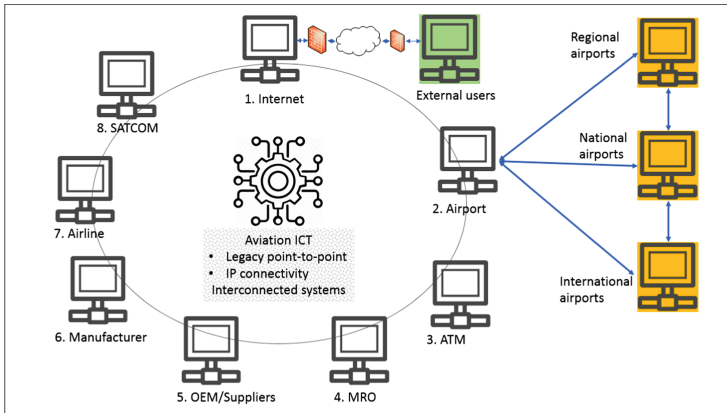 1. Internet
External users
Regional
airports
8. SATCOM
National
airports
2. Airport
7. Airline
Aviation ICT
• Legacy point-to-point
• IP connectivity
Interconnected systems
International
airports
6. Manufacturer
3. ATM
5. OEM/Suppliers
4. MRO